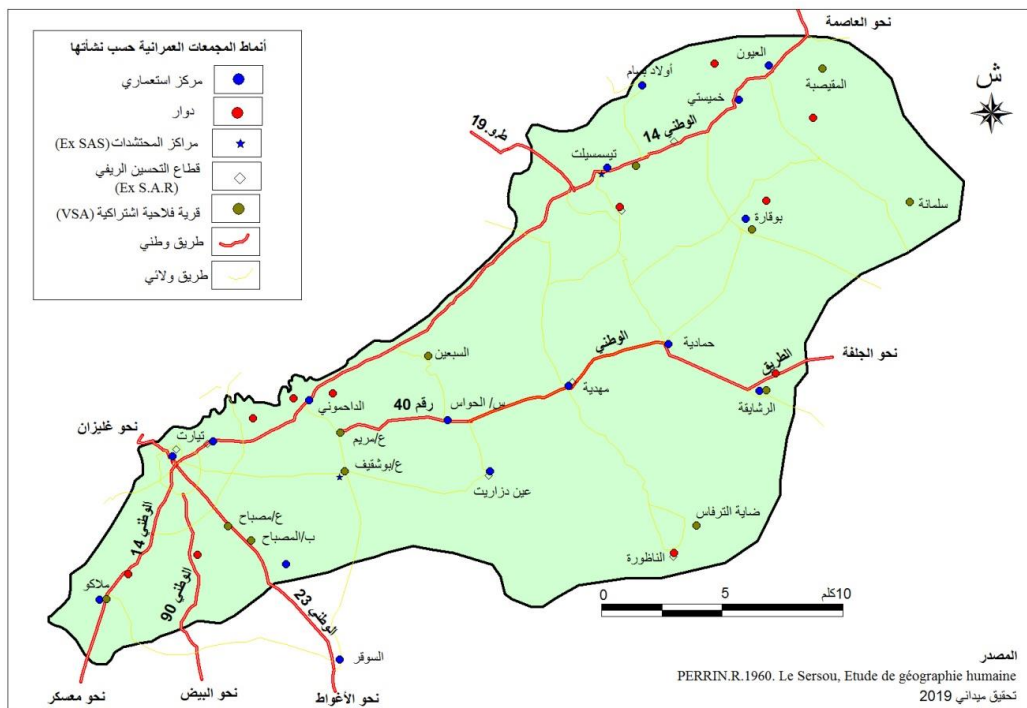 أنماط المجمعات العمرانية حسب نشأتها
مركز استعماري
دوار
مراكز المحتشدات (Ex SAS)
قطاع التحسين الريفي
(Ex S.A.R)
قرية فلاحية اشتراكية (VSA)
طريق وطني
طريق ولائي
نحو العاصمة
ش
العيون
المقيصبة
أولاد بسام
خميستي
الوطني 14
ط.و.19
تيسمسيلت
سلمانة
بوقارة
السبعين
الوطني
حمادية
الطريق
نحو الجلفة
مهدية
الرشايقة
الداحموني
س/ الحواس
رقم 40
ع/مريم
نحو غليزان
تيارت
ع/بوشقيف
عين دزاريت
ضاية الترفاس
الناظورة
ع/مصباح
ب/المصباح
الوطني 14
الوطني 90
الوطني 23
ملاكو
السوقر
نحو معسكر
نحو البيض
نحو الأغواط
0 5 10كلم
المصدر
PERRIN.R.1960. Le Sersou, Etude de géographie humaine
تحقيق ميداني 2019